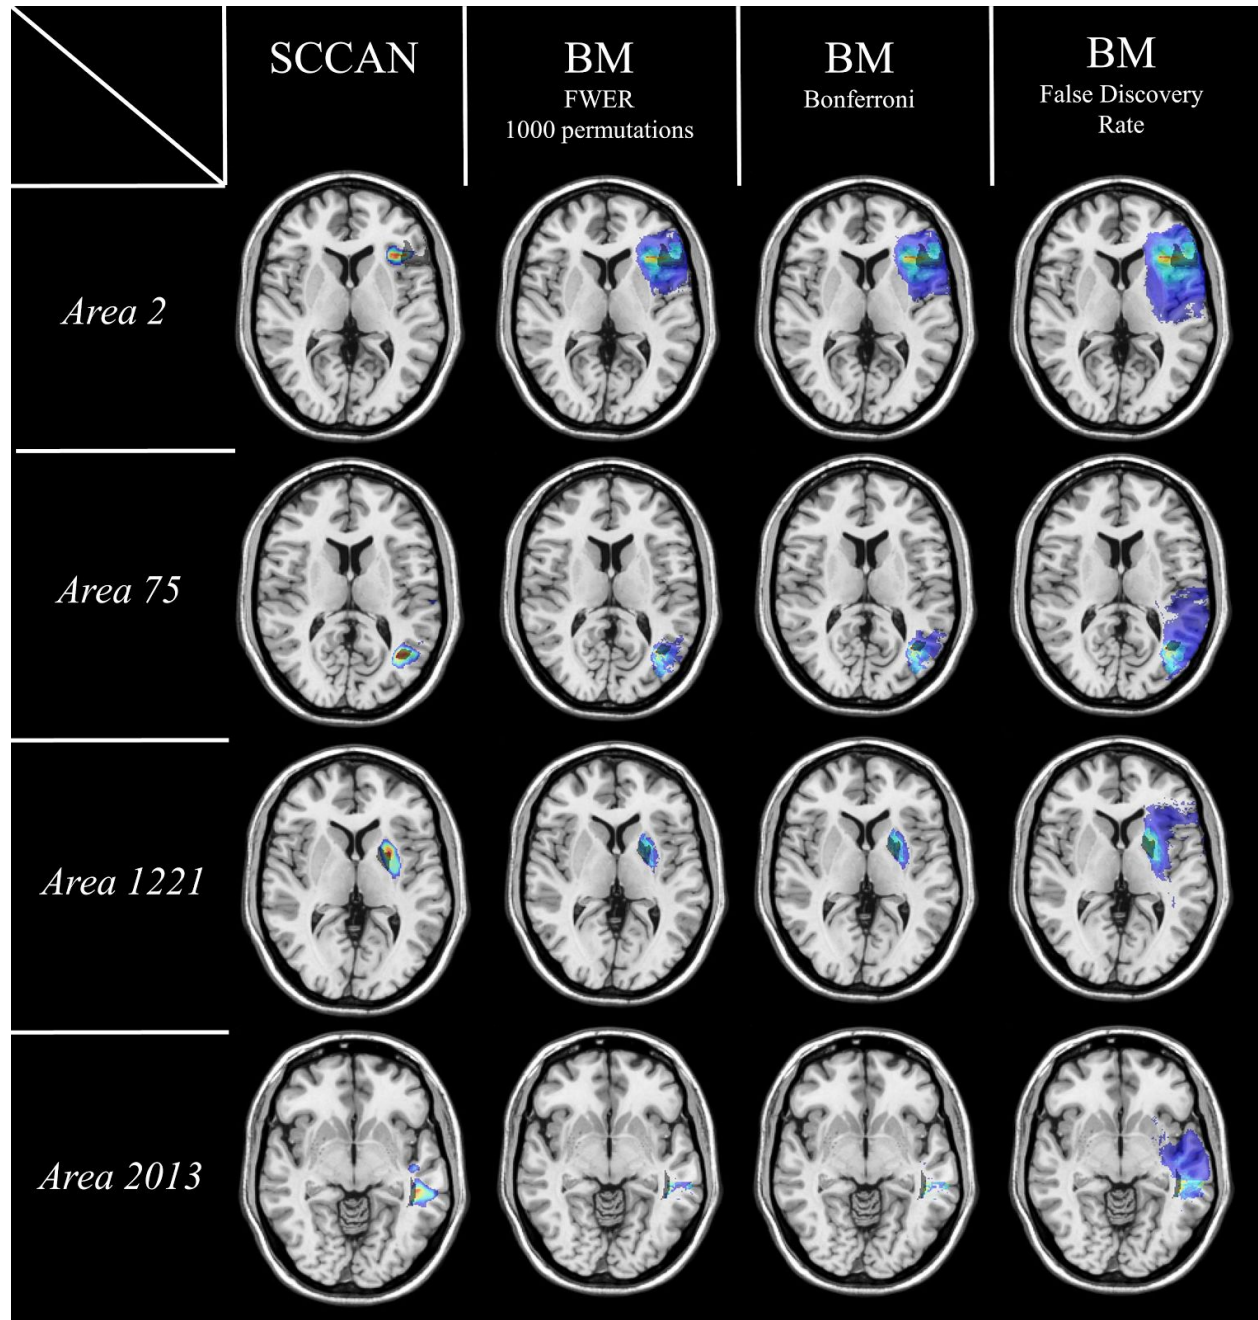 SCCAN
BM
FWER
1000 permutations
BM
Bonferroni
BM
False Discovery
Rate
Area 2
Area 75
Area 1221
Area 2013